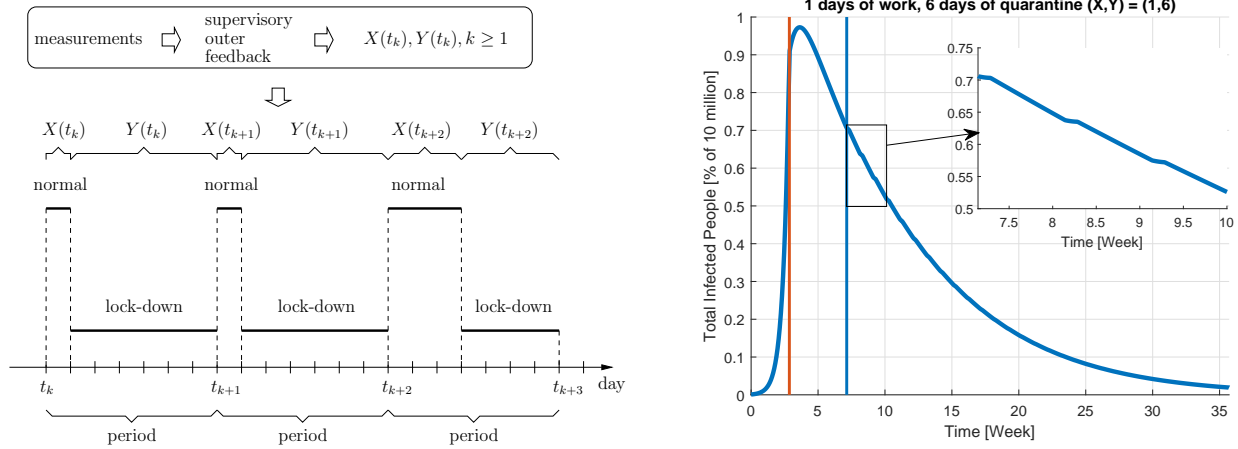 measurements
supervisory
outer
feedback
X(t_k), Y(t_k), k ≥ 1
X(t_k) Y(t_k) X(t_{k+1}) Y(t_{k+1}) X(t_{k+2}) Y(t_{k+2})
normal normal normal
lock-down lock-down lock-down
t_k t_{k+1} t_{k+2} t_{k+3} day
period period period
1 days of work, 6 days of quarantine (X,Y) = (1,6)
Total Infected People [% of 10 million]
1
0.9
0.8
0.7
0.6
0.5
0.4
0.3
0.2
0.1
0
0 5 10 15 20 25 30 35
Time [Week]
0.75
0.7
0.65
0.6
0.55
0.5
7.5 8 8.5 9 9.5 10
Time [Week]